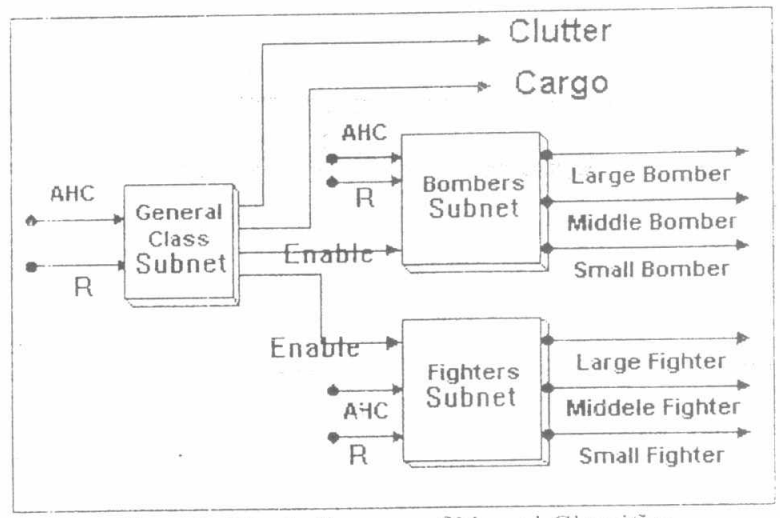 Clutter
Cargo
AHC
R
General
Class
Subnet
AHC
R
Enable
Bombers
Subnet
Large Bomber
Middle Bomber
Small Bomber
Enable
AHC
R
Fighters
Subnet
Large Fighter
Middele Fighter
Small Fighter